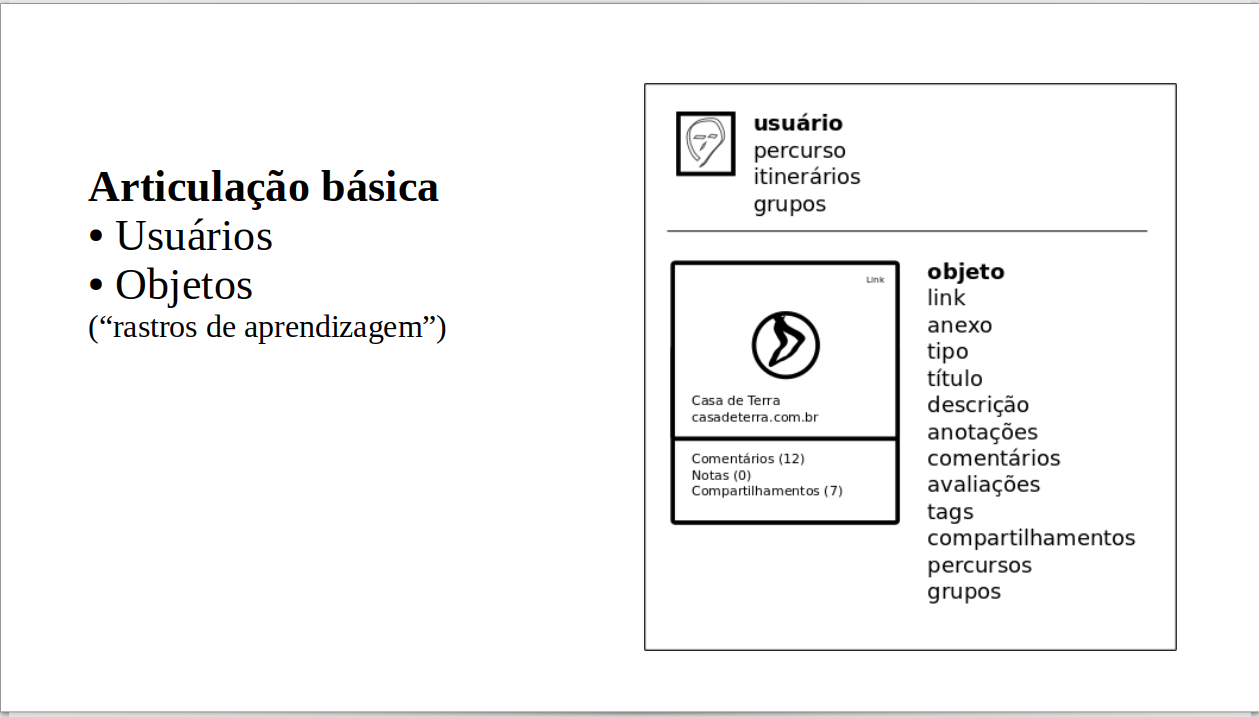 Articulação básica
• Usuários
• Objetos
(“rastros de aprendizagem”)
usuário
percurso
itinerários
grupos
Link
Casa de Terra
casadeterra.com.br
Comentários (12)
Notas (0)
Compartilhamentos (7)
objeto
link
anexo
tipo
título
descrição
anotações
comentários
avaliações
tags
compartilhamentos
percursos
grupos